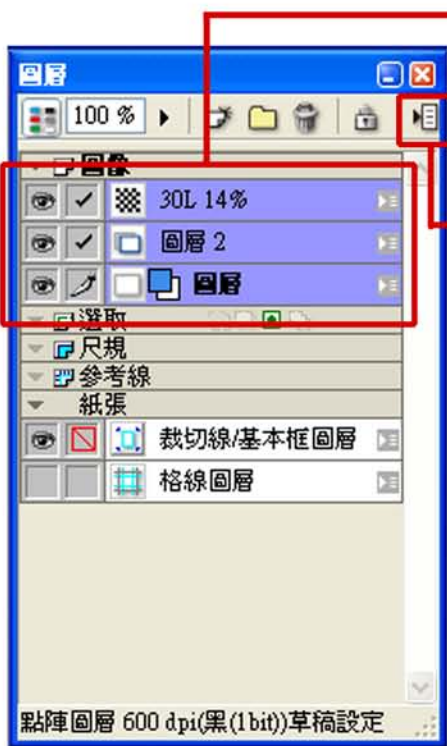 圖層
100 %
圖像
30L 14%
圖層 2
圖層
選取
尺規
參考線
紙張
裁切線/基本框圖層
格線圖層
點陣圖層 600 dpi(黑(1bit))草稿設定